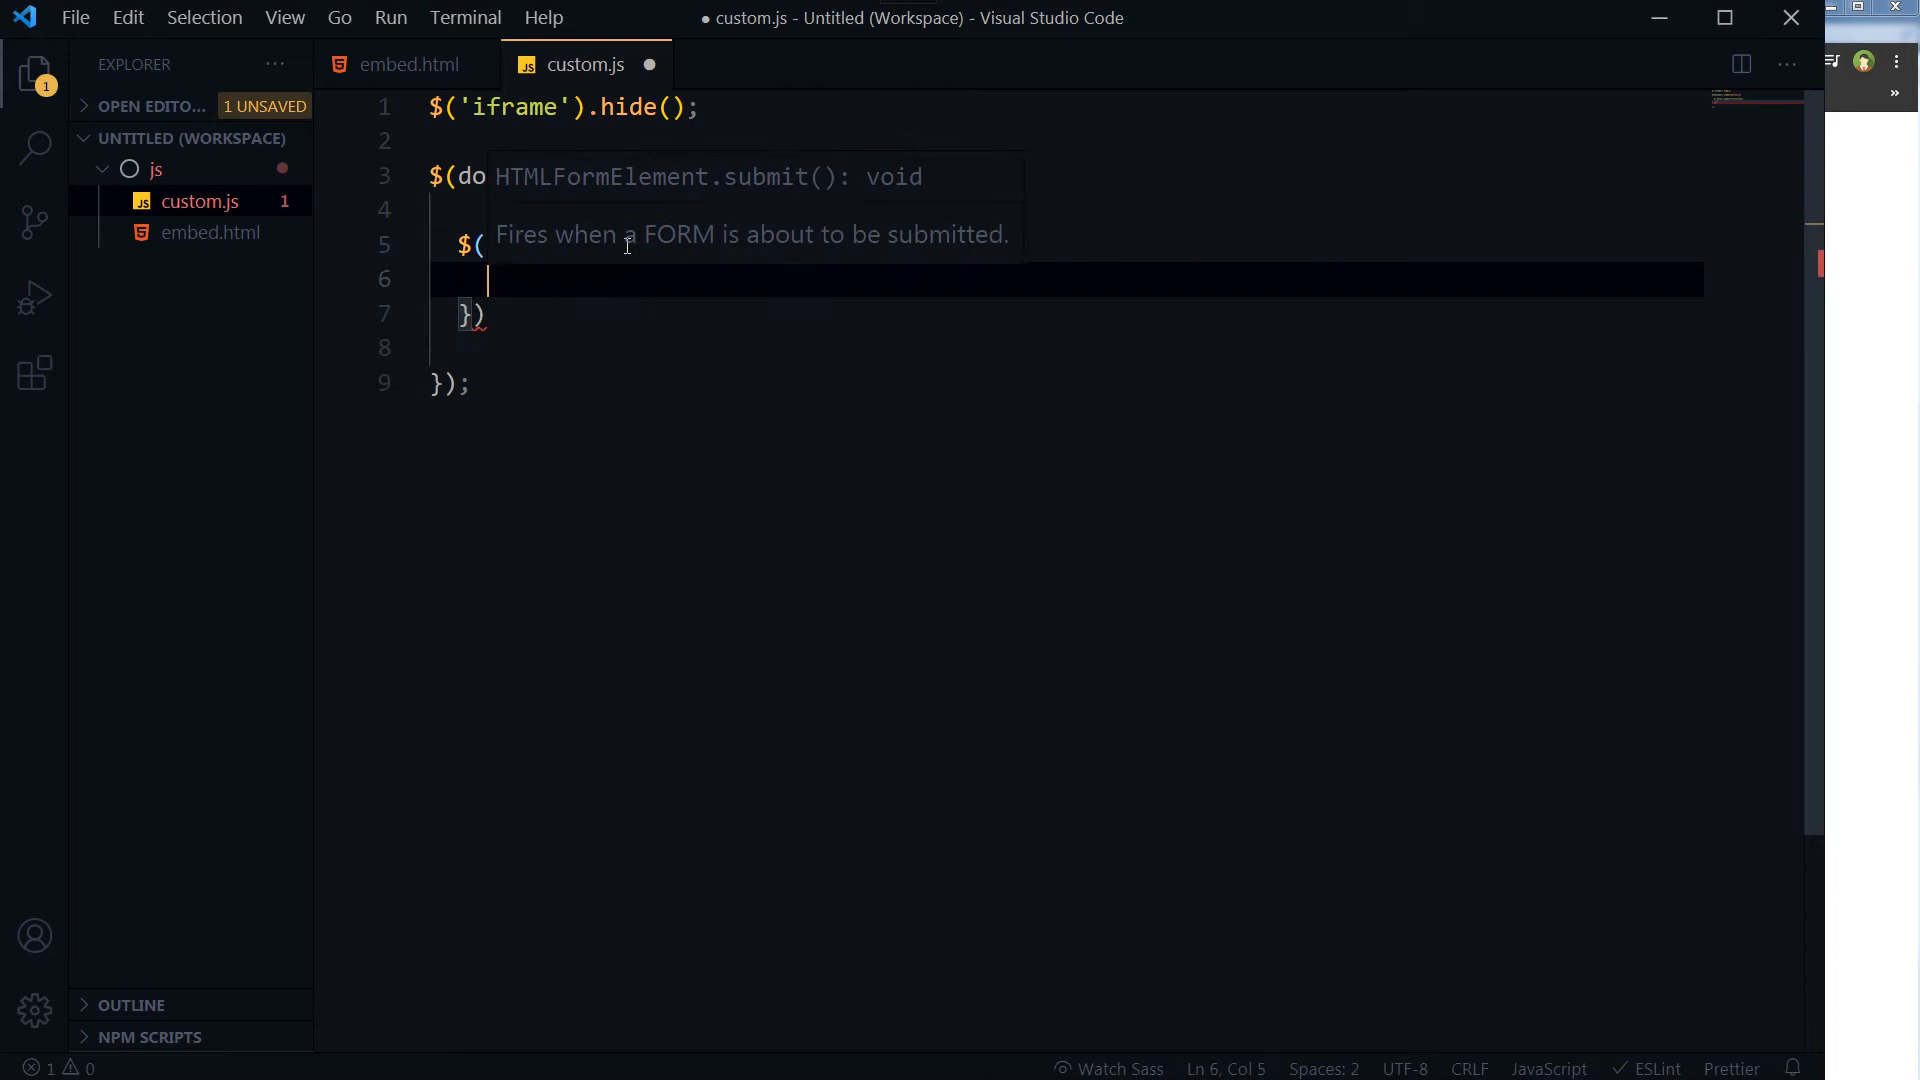 File Edit Selection View Go Run Terminal Help
● custom.js - Untitled (Workspace) - Visual Studio Code
EXPLORER
OPEN EDITO... 1 UNSAVED
UNTITLED (WORKSPACE)
js
custom.js 1
embed.html
OUTLINE
NPM SCRIPTS
1
embed.html
custom.js
1 $('iframe').hide();
2
3 $(do
HTMLFormElement.submit(): void
4
Fires when a FORM is about to be submitted.
5 $(
6
7 })
8
9 });
1 0
Watch Sass Ln 6, Col 5 Spaces: 2 UTF-8 CRLF JavaScript ESLint Prettier